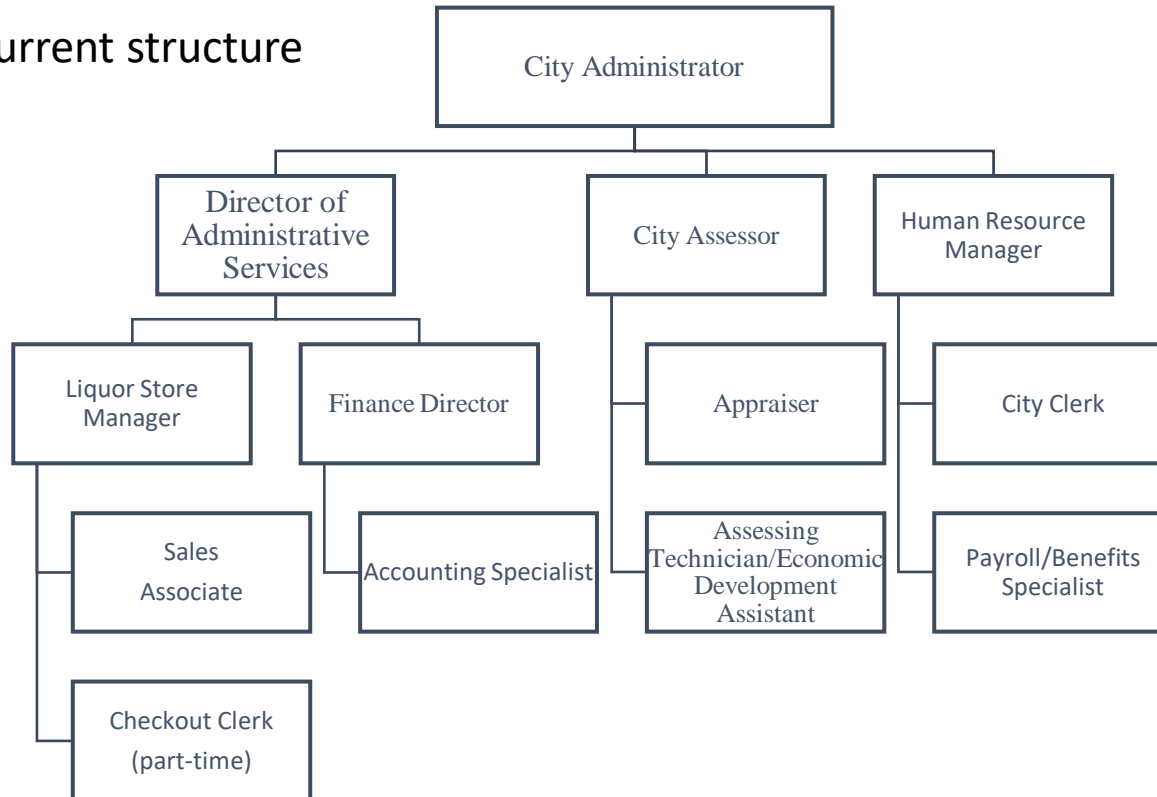 urrent structure
City Administrator
Director of
Administrative
Services
City Assessor
Human Resource
Manager
Liquor Store
Manager
Finance Director
Appraiser
City Clerk
Sales
Associate
Accounting Specialist
Assessing
Technician/Economic
Development
Assistant
Payroll/Benefits
Specialist
Checkout Clerk
(part-time)